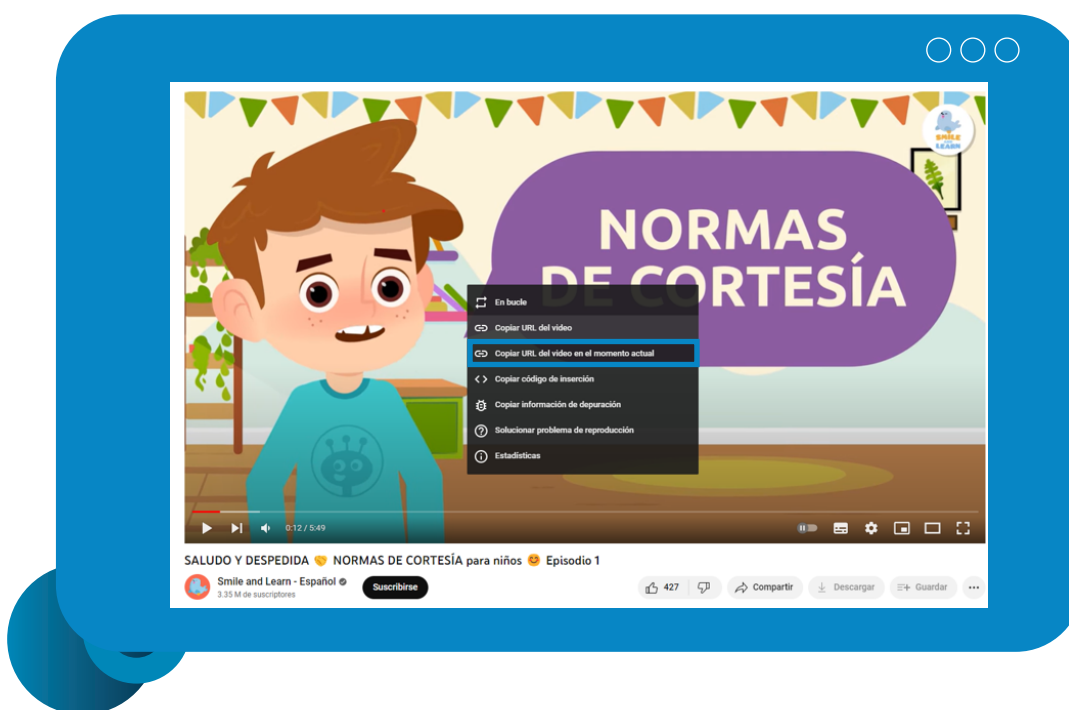 SMILE
AND
LEARN
NORMAS
DE CORTESÍA
En bucle
Copiar URL del video
Copiar URL del video en el momento actual
Copiar código de inserción
Copiar información de depuración
Solucionar problema de reproducción
Estadísticas
0:12 / 5:49
SALUDO Y DESPEDIDA 🤝 NORMAS DE CORTESÍA para niños 😊 Episodio 1
Smile and Learn - Español
3.35 M de suscriptores
Suscribirse
427
Compartir
Descargar
Guardar